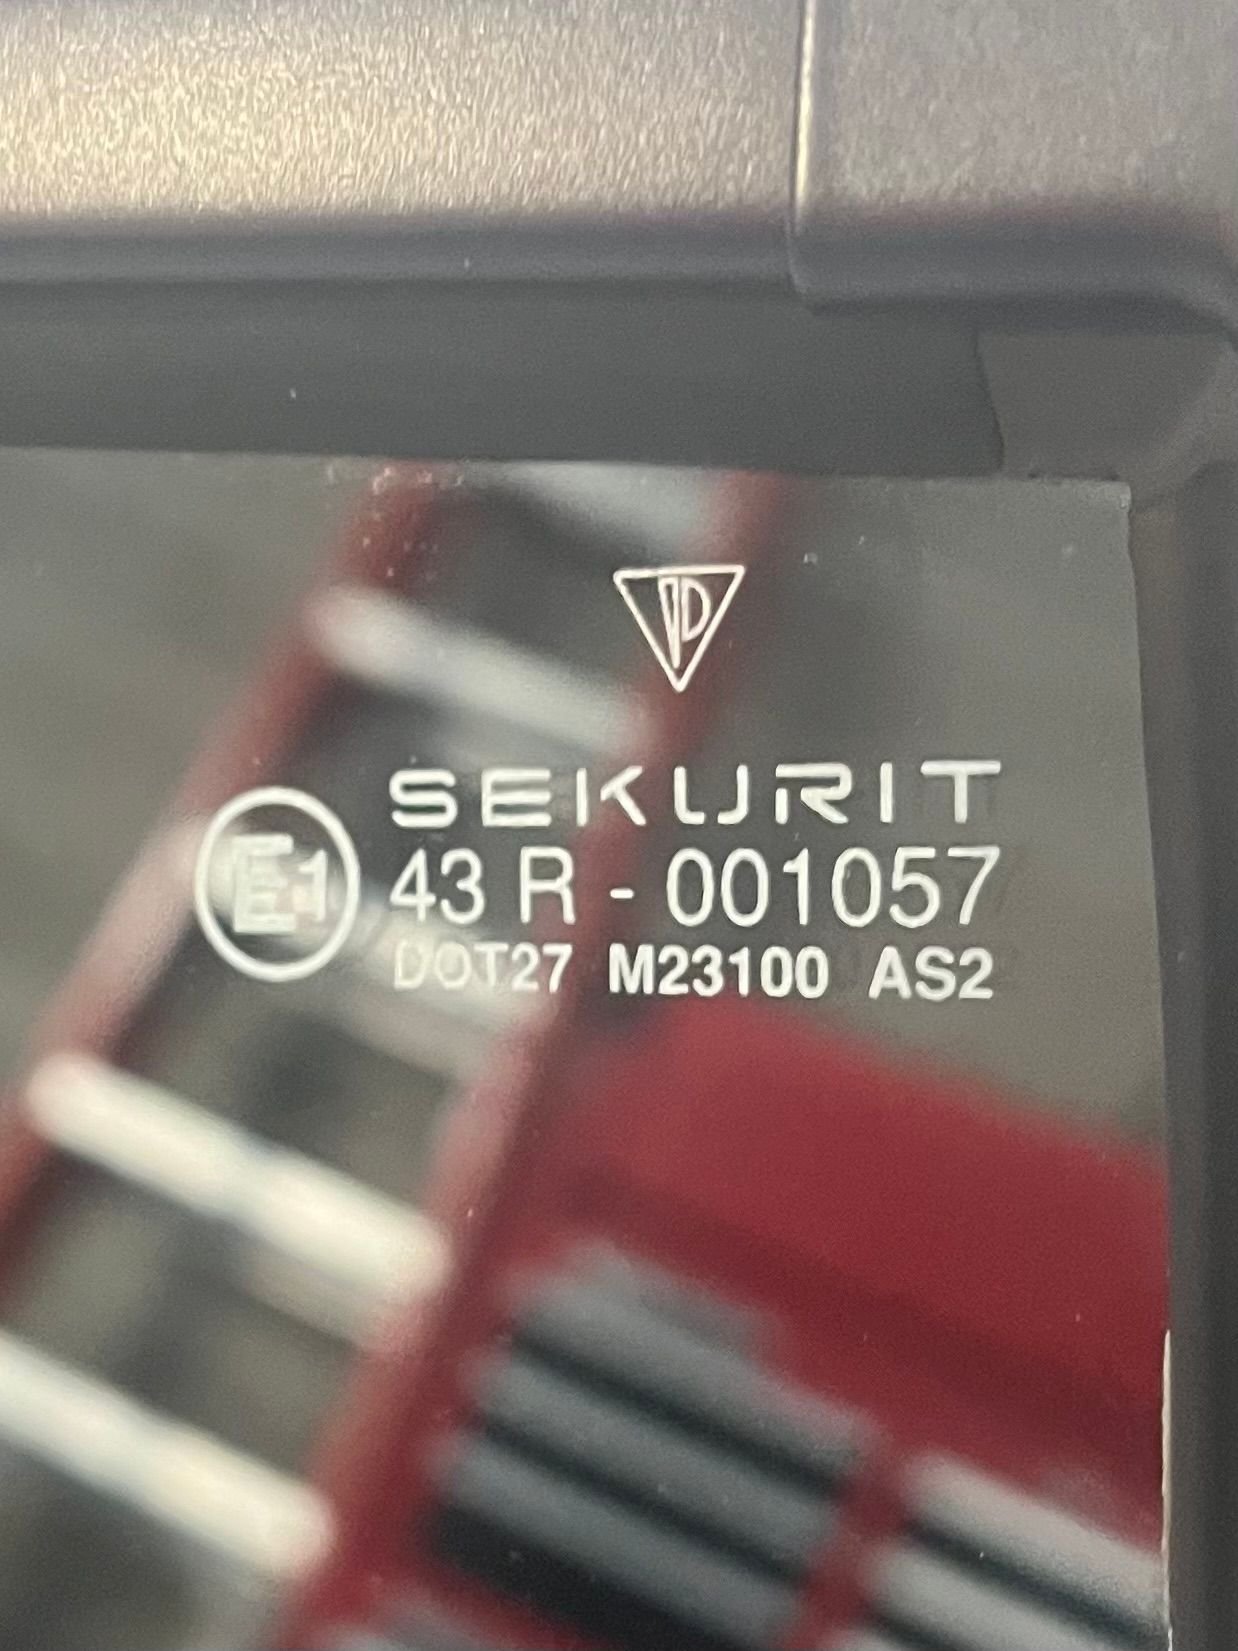 SEKURIT
E1 43 R - 001057
DOT27 M23100 AS2